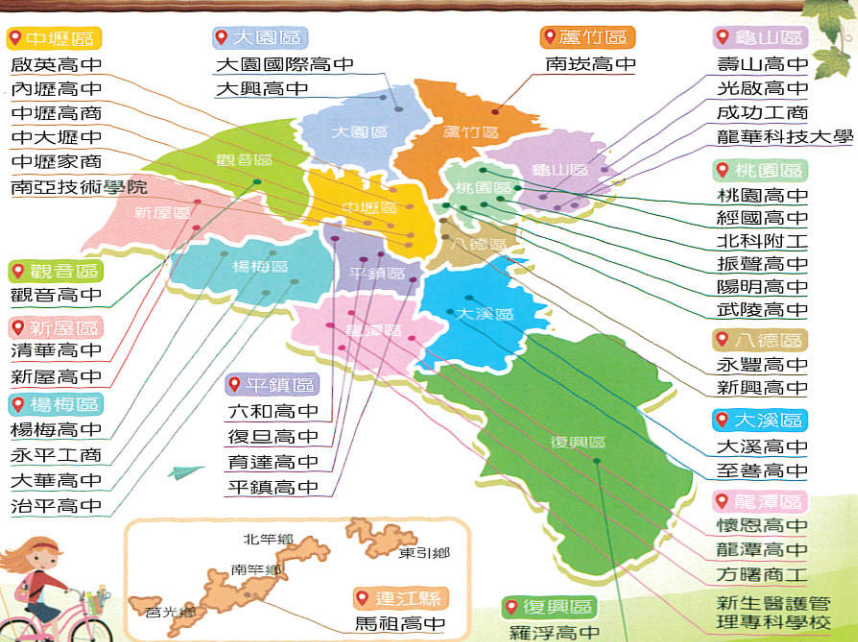 中壢區
啟英高中
內壢高中
中壢高商
中大壢中
中壢家商
南亞技術學院
大園區
大園國際高中
大興高中
蘆竹區
南崁高中
龜山區
壽山高中
光啟高中
成功工商
龍華科技大學
桃園區
桃園高中
經國高中
北科附工
振聲高中
陽明高中
武陵高中
八德區
永豐高中
新興高中
大溪區
大溪高中
至善高中
龍潭區
懷恩高中
龍潭高中
方曙商工
新生醫護管
理專科學校
觀音區
觀音高中
新屋區
清華高中
新屋高中
楊梅區
楊梅高中
永平工商
大華高中
治平高中
平鎮區
六和高中
復旦高中
育達高中
平鎮高中
大園區
蘆竹區
觀音區
龜山區
桃園區
新屋區
中壢區
八德區
楊梅區
平鎮區
大溪區
龍潭區
復興區
北竿鄉
東引鄉
南竿鄉
莒光鄉
連江縣
馬祖高中
復興區
羅浮高中